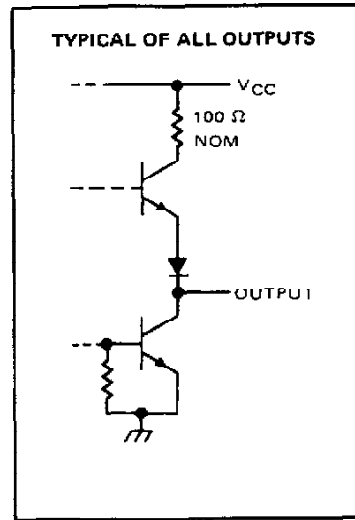 TYPICAL OF ALL OUTPUTS
VCC
100 Ω
NOM
OUTPUT